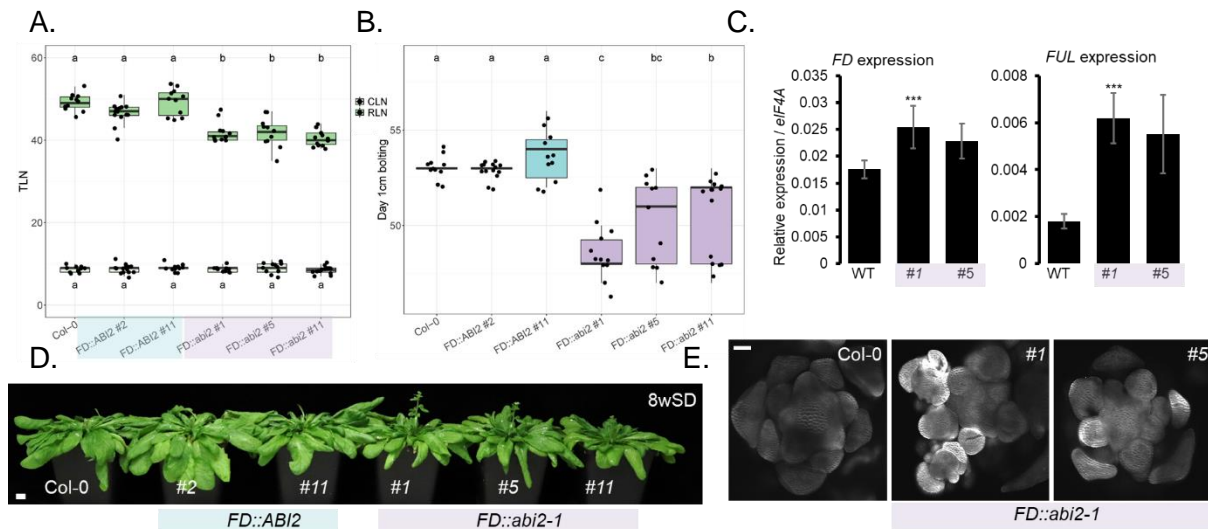 A.
B.
C.
a a a b b b
60
40
20
0
TLN
a a a a a a
CLN
RLN
Col-0
FD::ABI2 #2
FD::ABI2 #11
FD::abi2 #1
FD::abi2 #5
FD::abi2 #11
a a a c bc b
55
50
Day 1cm bolting
Col-0
FD::ABI2 #2
FD::ABI2 #11
FD::abi2 #1
FD::abi2 #5
FD::abi2 #11
FD expression
Relative expression / eIF4A
0.035
0.03
0.025
0.02
0.015
0.01
0.005
0
***
WT #1 #5
FUL expression
0.008
0.006
0.004
0.002
0
***
WT #1 #5
D.
8wSD
Col-0 #2 #11 #1 #5 #11
FD::ABI2 FD::abi2-1
E.
Col-0 #1 #5
FD::abi2-1